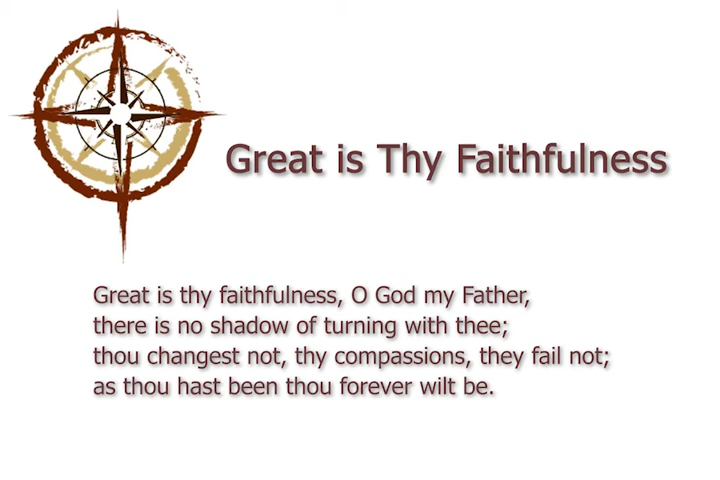 Great is Thy Faithfulness
Great is thy faithfulness, O God my Father,
there is no shadow of turning with thee;
thou changest not, thy compassions, they fail not;
as thou hast been thou forever wilt be.